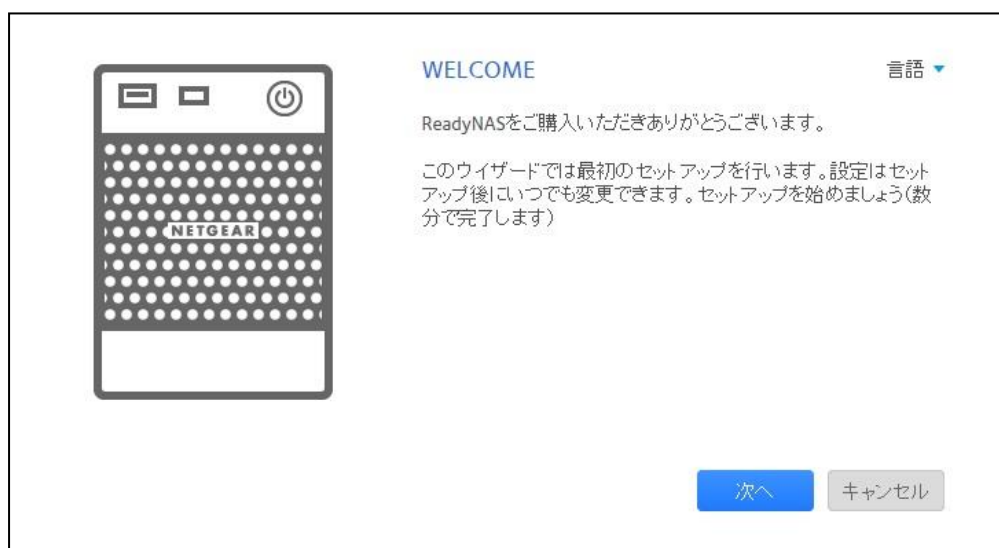 WELCOME
言語
ReadyNASをご購入いただきありがとうございます。
このウイザードでは最初のセットアップを行います。設定はセット
アップ後にいつでも変更できます。セットアップを始めましょう(数
分で完了します)
NETGEAR
次へ
キャンセル